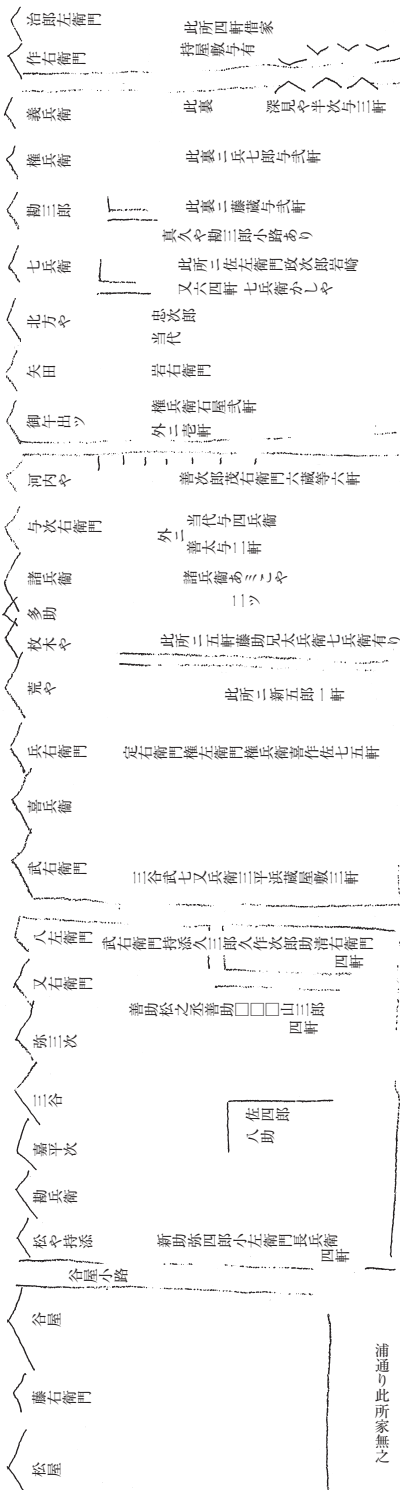 治郎左衛門
此所四軒借家
作右衛門
持屋敷与有
義兵衛
此裏
深見や半次与三軒
権兵衛
此裏ニ兵七郎与弐軒
勘三郎
此裏ニ藤蔵与弐軒
真久や勘三郎小路あり
七兵衛
此所ニ佐左衛門政次郎岩崎
又六四軒 七兵衛かしや
北方や
忠次郎
当代
矢田
岩右衛門
御午出ッ
権兵衛石屋弐軒
外ニ壱軒
河内や
善次郎茂右衛門六蔵等六軒
与次右衛門
外ニ
当代与四兵衛
善太与二軒
諸兵衛
諸兵衛あミこや
二ッ
多助
枚木や
此所ニ五軒藤助兄太兵衛七兵衛有り
荒や
此所ニ新五郎一軒
兵右衛門
定右衛門権左衛門権兵衛喜作佐七五軒
喜兵衛
武右衛門
三谷武七又兵衛三平浜蔵屋敷三軒
八左衛門
武右衛門持添久三郎久作次郎助清右衛門
四軒
又右衛門
善助松之丞善助□□□山三郎
四軒
弥三次
三谷
佐四郎
八助
嘉平次
勘兵衛
松や持添
新助弥四郎小左衛門長兵衛
四軒
谷屋小路
谷屋
藤右衛門
松屋
浦通り此所家無之